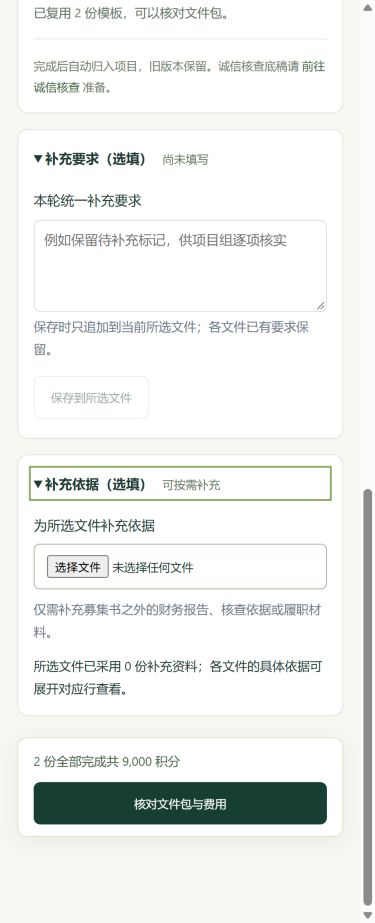 已复用 2 份模板，可以核对文件包。
完成后自动归入项目，旧版本保留。诚信核查底稿请 前往
诚信核查 准备。
▼补充要求（选填） 尚未填写
本轮统一补充要求
例如保留待补充标记，供项目组逐项核实
保存时只追加到当前所选文件；各文件已有要求保
留。
保存到所选文件
▼补充依据（选填） 可按需补充
为所选文件补充依据
选择文件 未选择任何文件
仅需补充募集书之外的财务报告、核查依据或履职材
料。
所选文件已采用 0 份补充资料；各文件的具体依据可
展开对应行查看。
2 份全部完成共 9,000 积分
核对文件包与费用